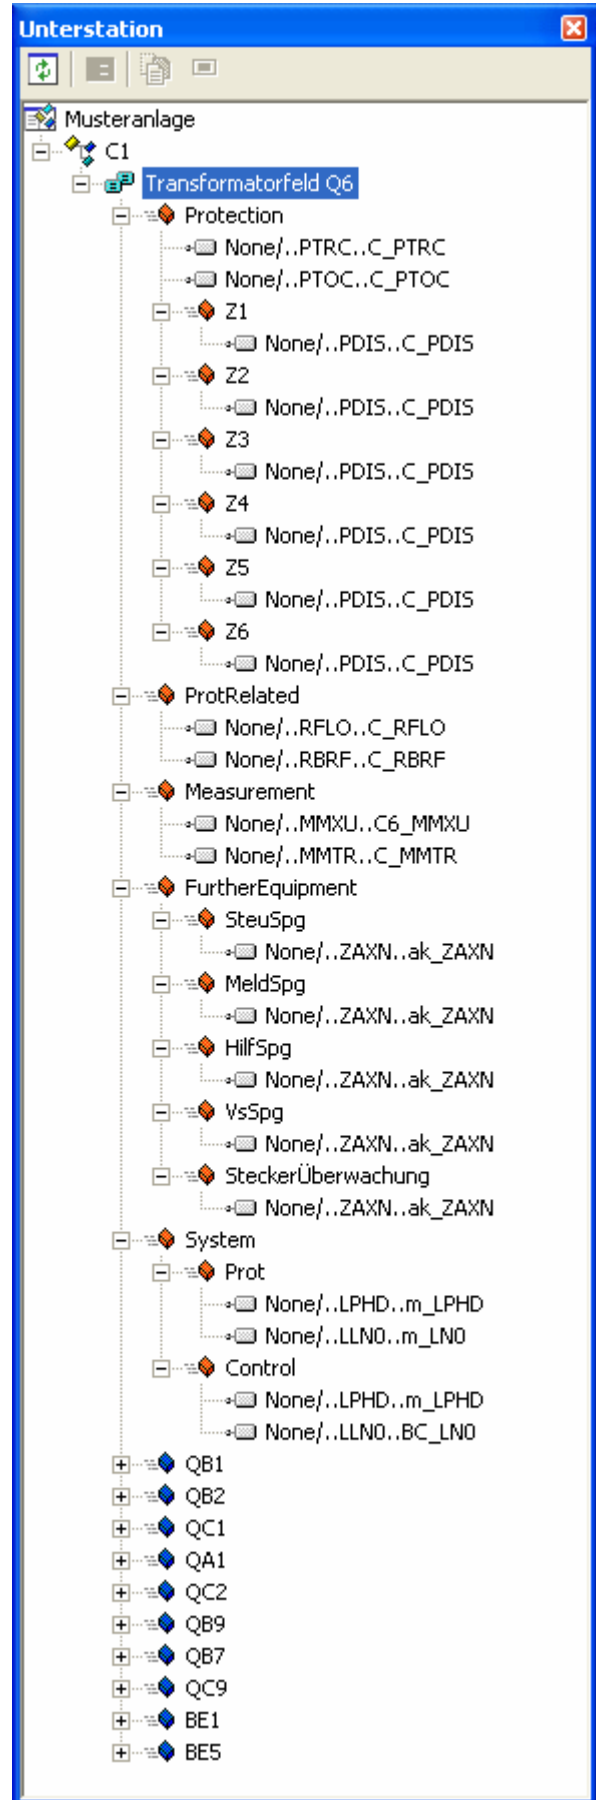 Unterstation
Musteranlage
C1
Transformatorfeld Q6
Protection
None/..PTRC..C_PTRC
None/..PTOC..C_PTOC
Z1
None/..PDIS..C_PDIS
Z2
None/..PDIS..C_PDIS
Z3
None/..PDIS..C_PDIS
Z4
None/..PDIS..C_PDIS
Z5
None/..PDIS..C_PDIS
Z6
None/..PDIS..C_PDIS
ProtRelated
None/..RFLO..C_RFLO
None/..RBRF..C_RBRF
Measurement
None/..MMXU..C6_MMXU
None/..MMTR..C_MMTR
FurtherEquipment
SteuSpg
None/..ZAXN..ak_ZAXN
MeldSpg
None/..ZAXN..ak_ZAXN
HilfSpg
None/..ZAXN..ak_ZAXN
VsSpg
None/..ZAXN..ak_ZAXN
SteckerÜberwachung
None/..ZAXN..ak_ZAXN
System
Prot
None/..LPHD..m_LPHD
None/..LLN0..m_LN0
Control
None/..LPHD..m_LPHD
None/..LLN0..BC_LN0
QB1
QB2
QC1
QA1
QC2
QB9
QB7
QC9
BE1
BE5